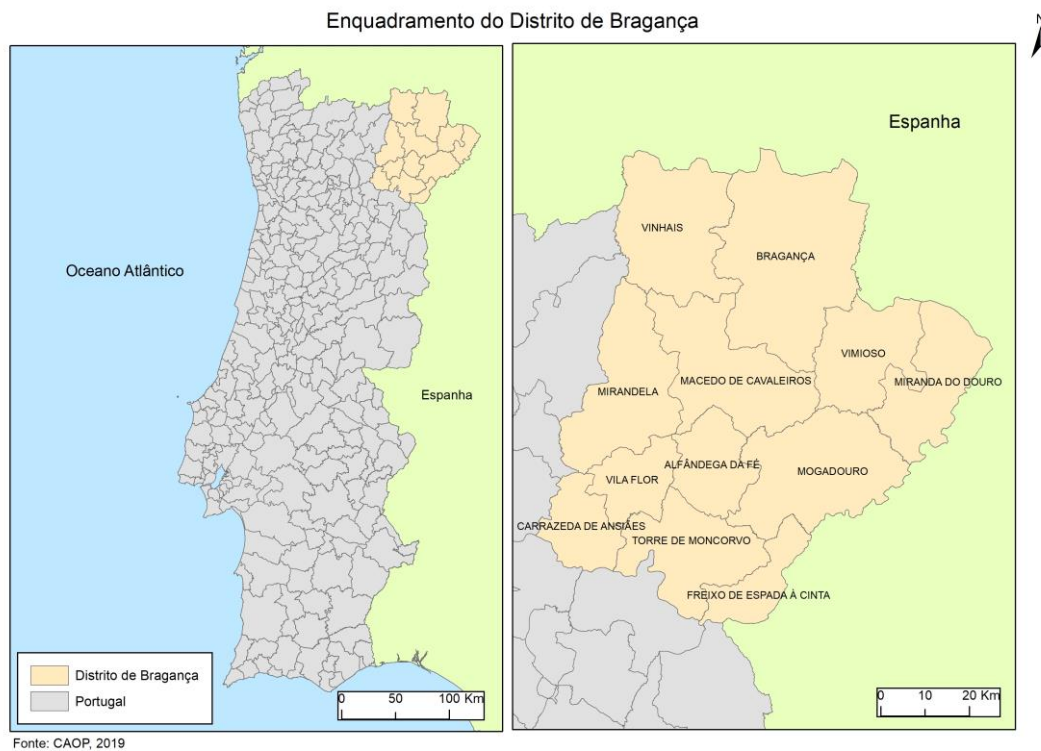 Enquadramento do Distrito de Bragança
N
Oceano Atlântico
Espanha
Distrito de Bragança
Portugal
0 50 100 Km
Espanha
VINHAIS
BRAGANÇA
VIMIOSO
MIRANDA DO DOURO
MACEDO DE CAVALEIROS
MIRANDELA
ALFÂNDEGA DA FÉ
MOGADOURO
VILA FLOR
CARRAZEDA DE ANSIÃES
TORRE DE MONCORVO
FREIXO DE ESPADA À CINTA
0 10 20 Km
Fonte: CAOP, 2019